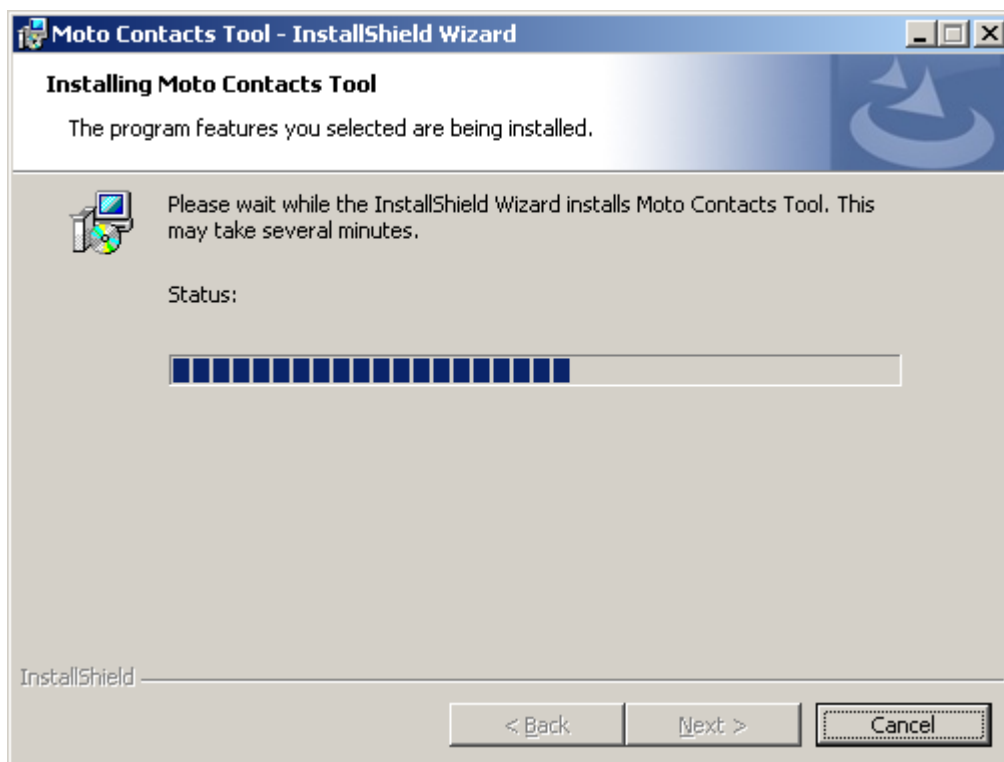 Moto Contacts Tool - InstallShield Wizard
Installing Moto Contacts Tool
The program features you selected are being installed.
Please wait while the InstallShield Wizard installs Moto Contacts Tool. This
may take several minutes.
Status:
InstallShield
< Back Next > Cancel